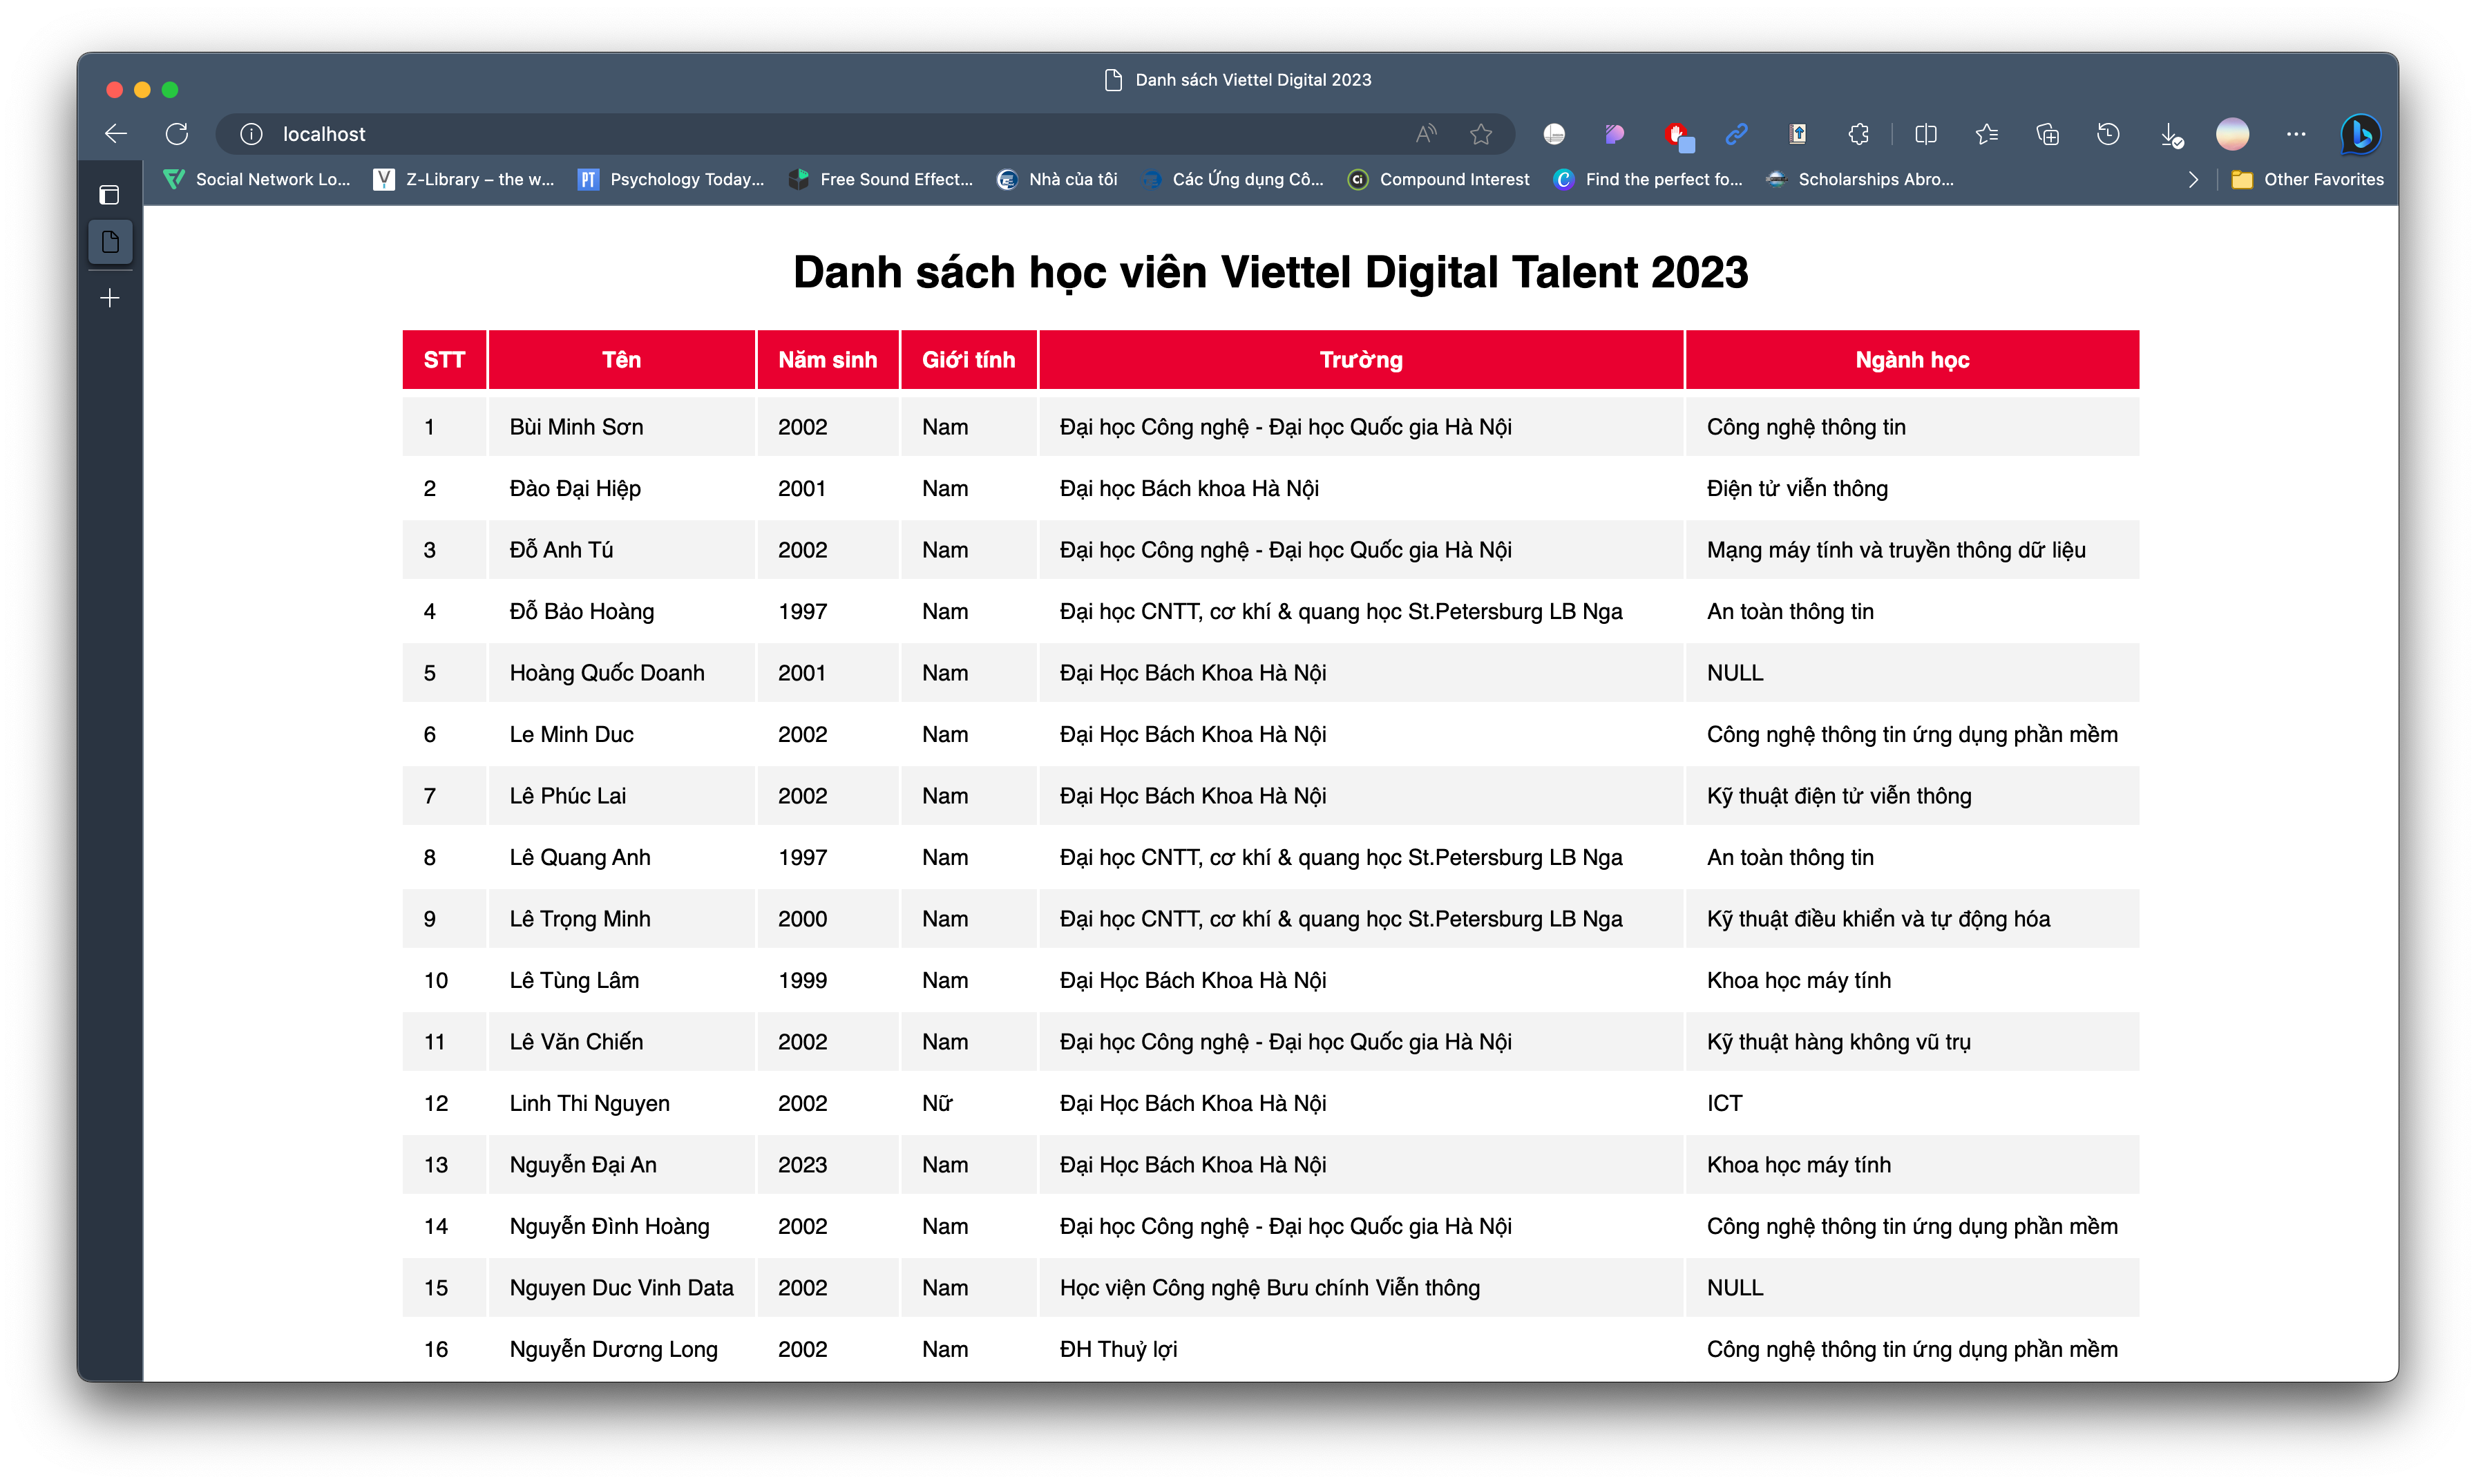 Danh sách Viettel Digital 2023
localhost
Social Network Lo... Z-Library – the w... Psychology Today... Free Sound Effect... Nhà của tôi Các Ứng dụng Cô... Compound Interest Find the perfect fo... Scholarships Abro... Other Favorites
Danh sách học viên Viettel Digital Talent 2023
STT Tên Năm sinh Giới tính Trường Ngành học
1 Bùi Minh Sơn 2002 Nam Đại học Công nghệ - Đại học Quốc gia Hà Nội Công nghệ thông tin
2 Đào Đại Hiệp 2001 Nam Đại học Bách khoa Hà Nội Điện tử viễn thông
3 Đỗ Anh Tú 2002 Nam Đại học Công nghệ - Đại học Quốc gia Hà Nội Mạng máy tính và truyền thông dữ liệu
4 Đỗ Bảo Hoàng 1997 Nam Đại học CNTT, cơ khí & quang học St.Petersburg LB Nga An toàn thông tin
5 Hoàng Quốc Doanh 2001 Nam Đại Học Bách Khoa Hà Nội NULL
6 Le Minh Duc 2002 Nam Đại Học Bách Khoa Hà Nội Công nghệ thông tin ứng dụng phần mềm
7 Lê Phúc Lai 2002 Nam Đại Học Bách Khoa Hà Nội Kỹ thuật điện tử viễn thông
8 Lê Quang Anh 1997 Nam Đại học CNTT, cơ khí & quang học St.Petersburg LB Nga An toàn thông tin
9 Lê Trọng Minh 2000 Nam Đại học CNTT, cơ khí & quang học St.Petersburg LB Nga Kỹ thuật điều khiển và tự động hóa
10 Lê Tùng Lâm 1999 Nam Đại Học Bách Khoa Hà Nội Khoa học máy tính
11 Lê Văn Chiến 2002 Nam Đại học Công nghệ - Đại học Quốc gia Hà Nội Kỹ thuật hàng không vũ trụ
12 Linh Thi Nguyen 2002 Nữ Đại Học Bách Khoa Hà Nội ICT
13 Nguyễn Đại An 2023 Nam Đại Học Bách Khoa Hà Nội Khoa học máy tính
14 Nguyễn Đình Hoàng 2002 Nam Đại học Công nghệ - Đại học Quốc gia Hà Nội Công nghệ thông tin ứng dụng phần mềm
15 Nguyen Duc Vinh Data 2002 Nam Học viện Công nghệ Bưu chính Viễn thông NULL
16 Nguyễn Dương Long 2002 Nam ĐH Thuỷ lợi Công nghệ thông tin ứng dụng phần mềm